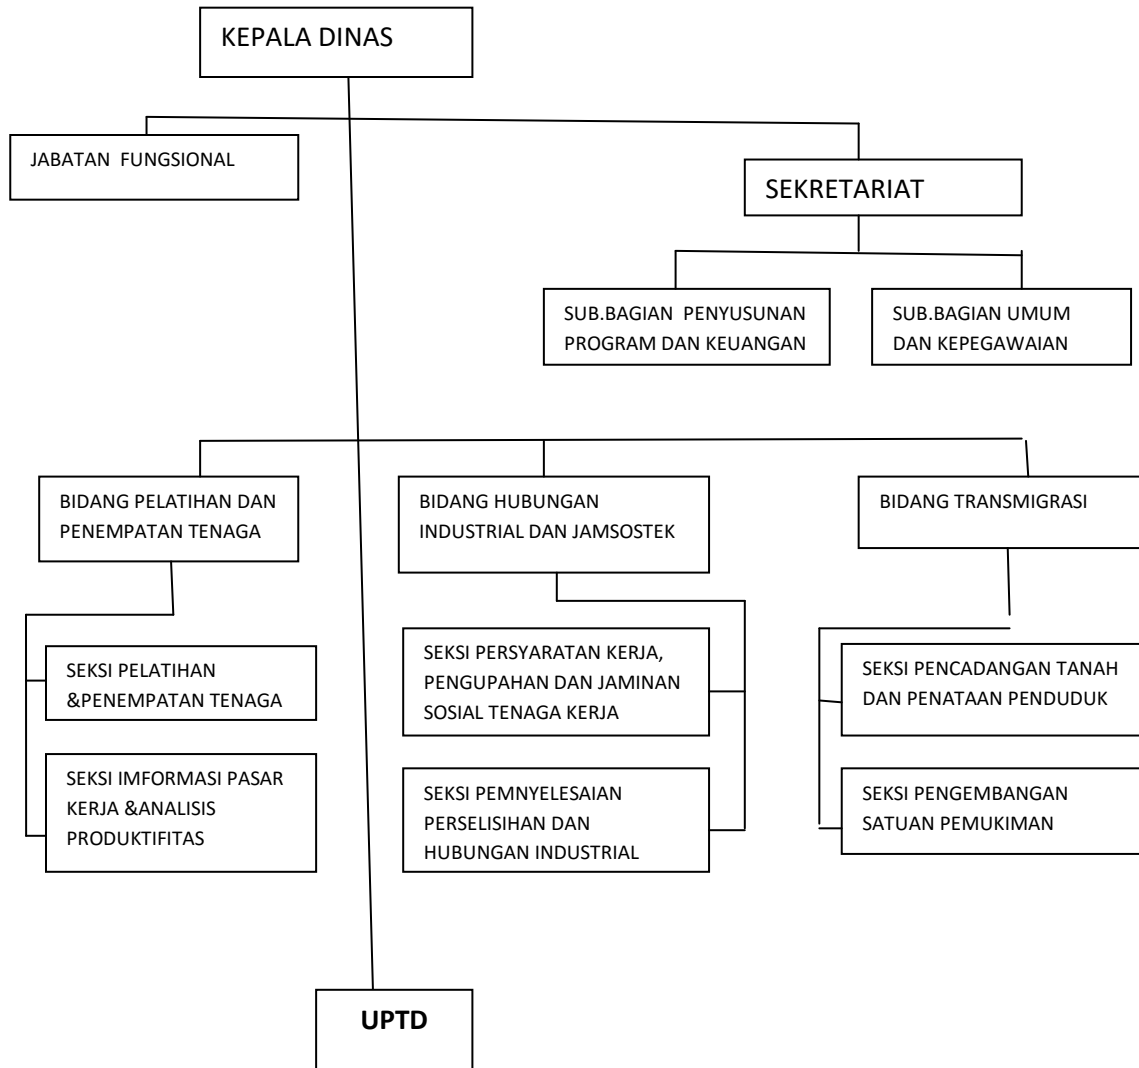 KEPALA DINAS
JABATAN FUNGSIONAL
SEKRETARIAT
SUB.BAGIAN PENYUSUNAN
PROGRAM DAN KEUANGAN
SUB.BAGIAN UMUM
DAN KEPEGAWAIAN
BIDANG PELATIHAN DAN
PENEMPATAN TENAGA
BIDANG HUBUNGAN
INDUSTRIAL DAN JAMSOSTEK
BIDANG TRANSMIGRASI
SEKSI PELATIHAN
&PENEMPATAN TENAGA
SEKSI IMFORMASI PASAR
KERJA &ANALISIS
PRODUKTIFITAS
SEKSI PERSYARATAN KERJA,
PENGUPAHAN DAN JAMINAN
SOSIAL TENAGA KERJA
SEKSI PEMNYELESAIAN
PERSELISIHAN DAN
HUBUNGAN INDUSTRIAL
SEKSI PENCADANGAN TANAH
DAN PENATAAN PENDUDUK
SEKSI PENGEMBANGAN
SATUAN PEMUKIMAN
UPTD